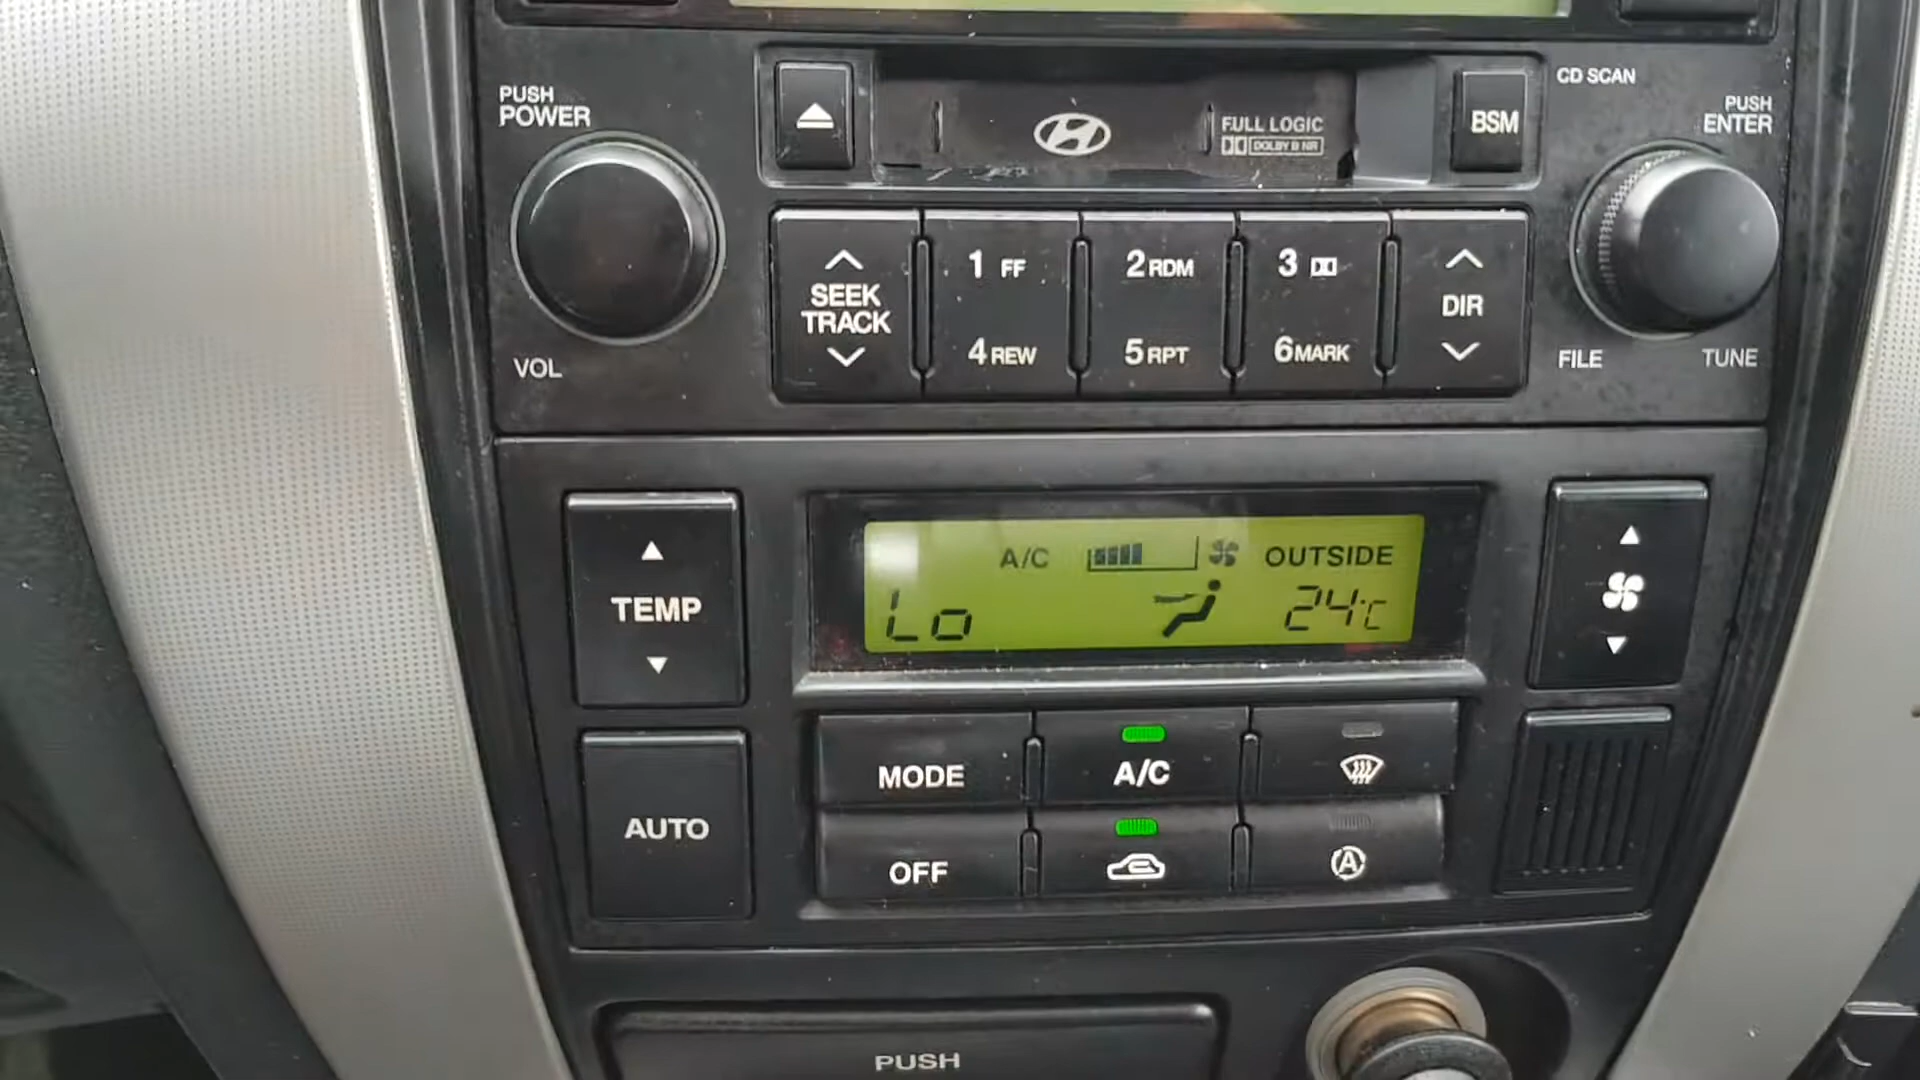 PUSH
POWER
FULL LOGIC
DOLBY B NR
BSM
CD SCAN
PUSH
ENTER
VOL
SEEK
TRACK
1 FF
2 RDM
3
4 REW
5 RPT
6 MARK
DIR
FILE
TUNE
TEMP
A/C
OUTSIDE
Lo
24°C
MODE
A/C
AUTO
OFF
A
PUSH